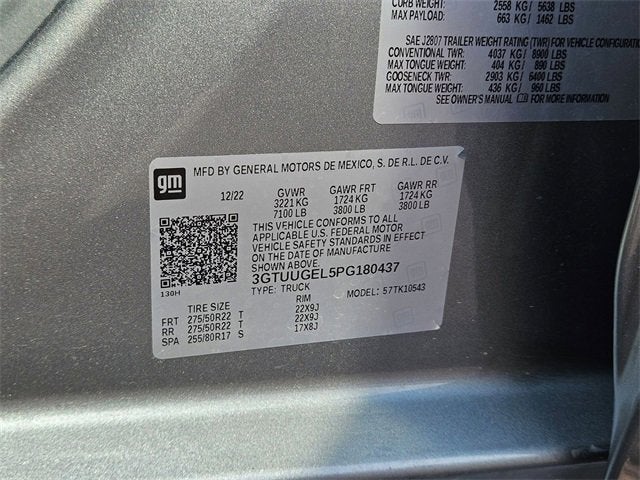 CURB WEIGHT: 2558 KG/ 5638 LBS
MAX PAYLOAD: 663 KG/ 1462 LBS
SAE J2807 TRAILER WEIGHT RATING (TWR) FOR VEHICLE CONFIGURATION
CONVENTIONAL TWR: 4037 KG/ 8900 LBS
MAX TONGUE WEIGHT: 404 KG/ 890 LBS
GOOSENECK TWR: 2903 KG/ 6400 LBS
MAX TONGUE WEIGHT: 436 KG/ 960 LBS
SEE OWNER'S MANUAL FOR MORE INFORMATION
gm
MFD BY GENERAL MOTORS DE MEXICO, S. DE R.L. DE C.V.
12/22 GVWR GAWR FRT GAWR RR
3221 KG 1724 KG 1724 KG
7100 LB 3800 LB 3800 LB
THIS VEHICLE CONFORMS TO ALL
APPLICABLE U.S. FEDERAL MOTOR
VEHICLE SAFETY STANDARDS IN EFFECT
ON THE DATE OF MANUFACTURE
3GTUUGEL5PG180437
130H
TYPE: TRUCK MODEL: 57TK10543
TIRE SIZE RIM
FRT 275/50R22 T 22X9J
RR 275/50R22 T 22X9J
SPA 255/80R17 S 17X8J